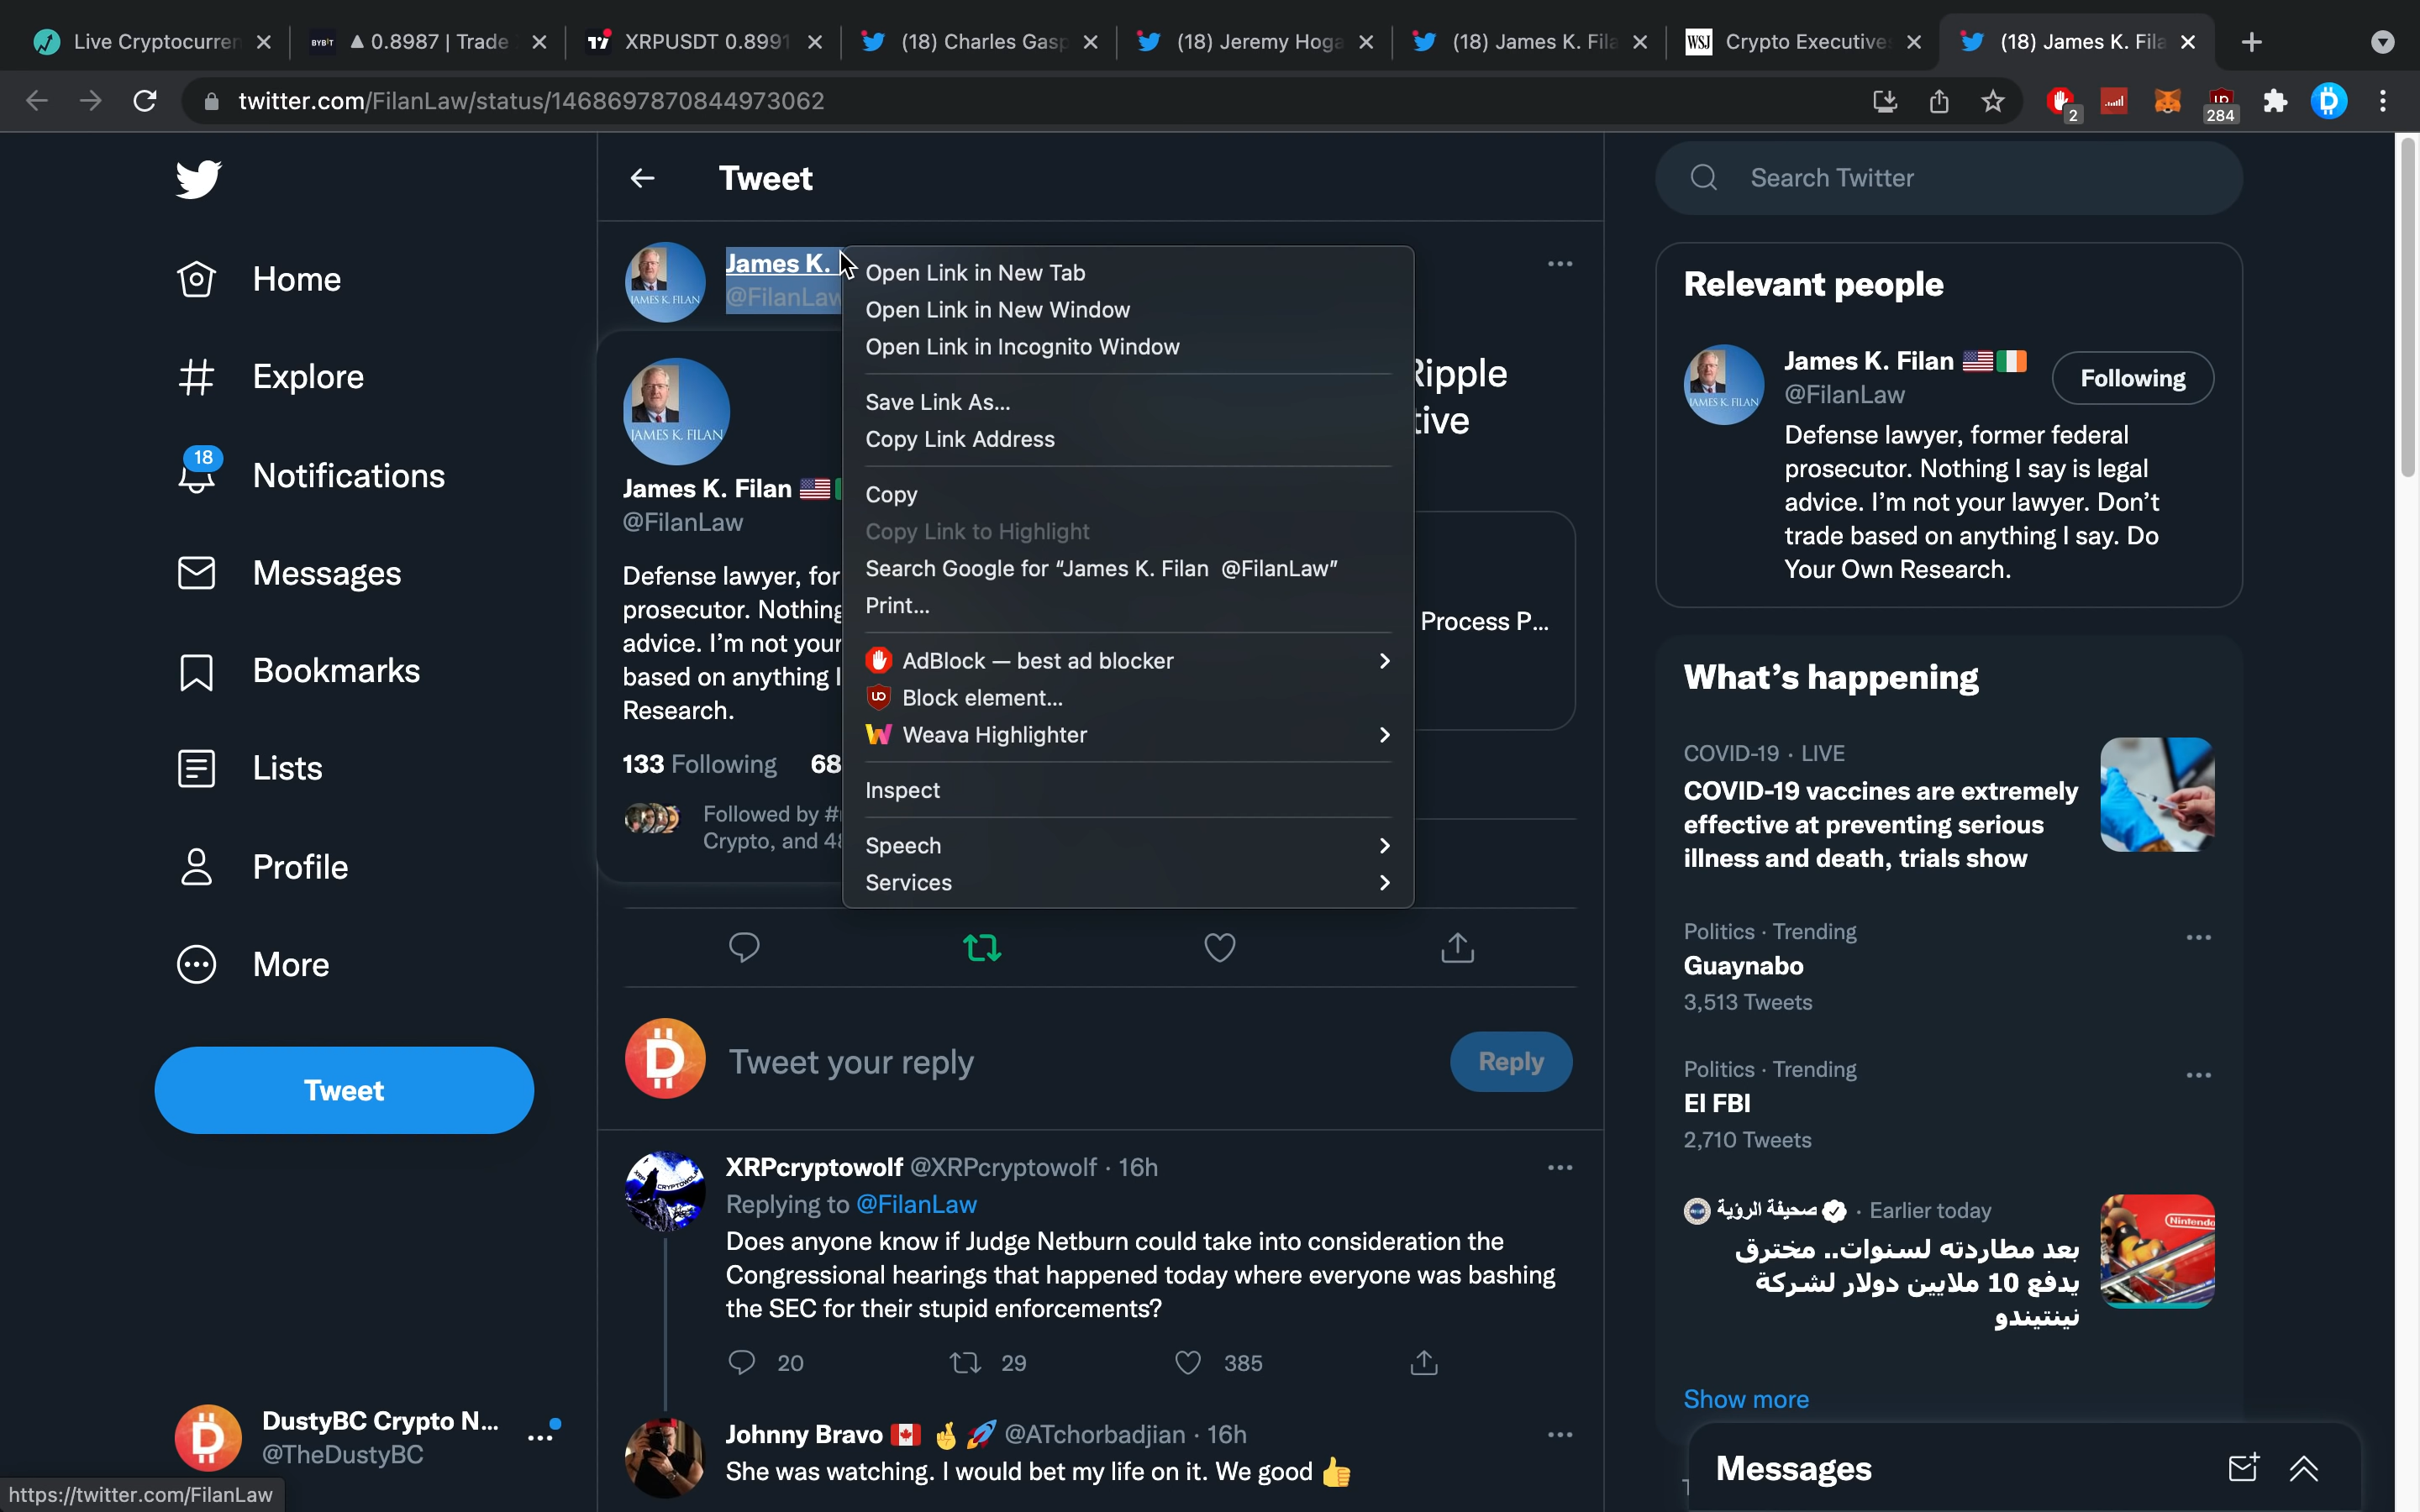 Live Cryptocurren
BYBIT ▲ 0.8987 | Trade
XRPUSDT 0.8991
(18) Charles Gasp
(18) Jeremy Hoga
(18) James K. Fila
WSJ Crypto Executive
(18) James K. Fila
twitter.com/FilanLaw/status/1468697870844973062
2
284
Home
Explore
18
Notifications
Messages
Bookmarks
Lists
Profile
More
Tweet
DustyBC Crypto N...
@TheDustyBC
https://twitter.com/FilanLaw
Tweet
James K.
@FilanLaw
JAMES K. FILAN
Ripple
tive
Process P...
JAMES K. FILAN
James K. Filan
@FilanLaw
Defense lawyer, for
prosecutor. Nothing
advice. I'm not your
based on anything I
Research.
133 Following 68
Followed by #
Crypto, and 48
Open Link in New Tab
Open Link in New Window
Open Link in Incognito Window
Save Link As...
Copy Link Address
Copy
Copy Link to Highlight
Search Google for “James K. Filan @FilanLaw”
Print...
AdBlock — best ad blocker
Block element...
Weava Highlighter
Inspect
Speech
Services
Tweet your reply
Reply
XRPcryptowolf @XRPcryptowolf · 16h
Replying to @FilanLaw
Does anyone know if Judge Netburn could take into consideration the
Congressional hearings that happened today where everyone was bashing
the SEC for their stupid enforcements?
20 29 385
Johnny Bravo 🇨🇦 🤞 🚀 @ATchorbadjian · 16h
She was watching. I would bet my life on it. We good 👍
Search Twitter
Relevant people
JAMES K. FILAN
James K. Filan 🇺🇸🇮🇪
@FilanLaw
Following
Defense lawyer, former federal
prosecutor. Nothing I say is legal
advice. I'm not your lawyer. Don't
trade based on anything I say. Do
Your Own Research.
What's happening
COVID-19 · LIVE
COVID-19 vaccines are extremely
effective at preventing serious
illness and death, trials show
Politics · Trending
Guaynabo
3,513 Tweets
Politics · Trending
El FBI
2,710 Tweets
صحيفة الرؤية · Earlier today
بعد مطاردته لسنوات.. مخترق
يدفع 10 ملايين دولار لشركة
نينتيندو
Nintendo
Show more
Messages